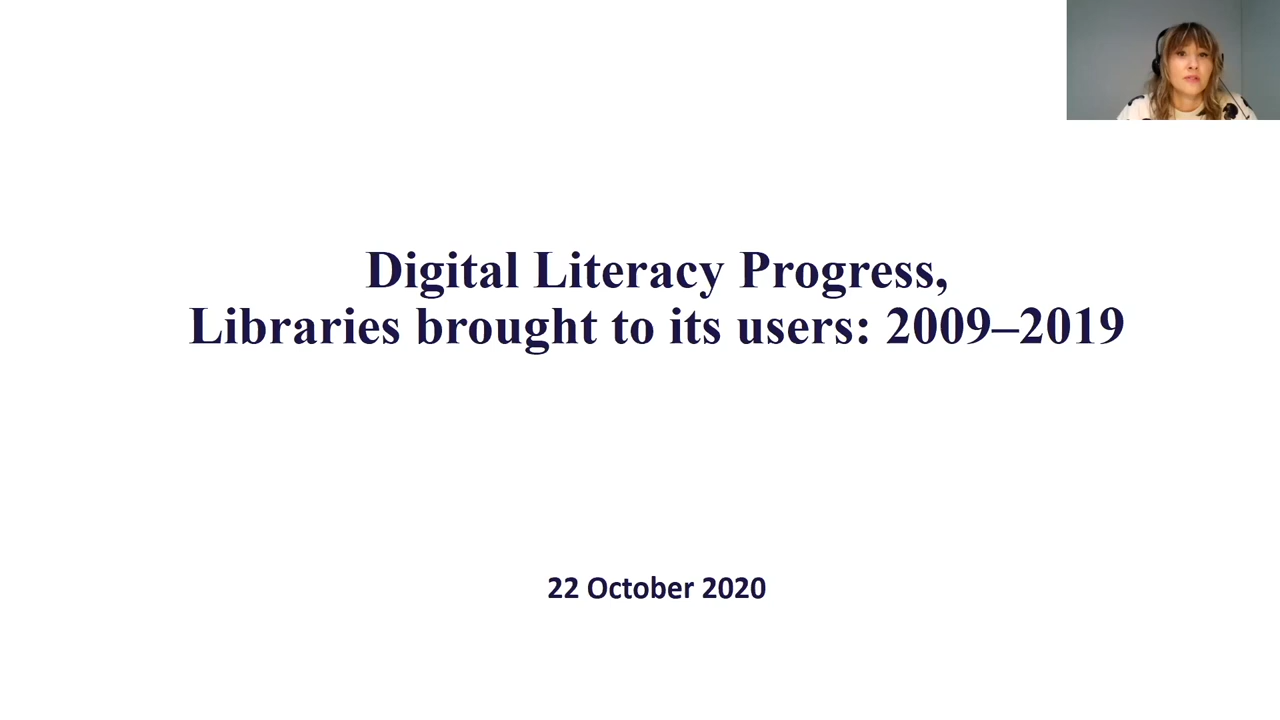 Digital Literacy Progress,
Libraries brought to its users: 2009–2019
22 October 2020